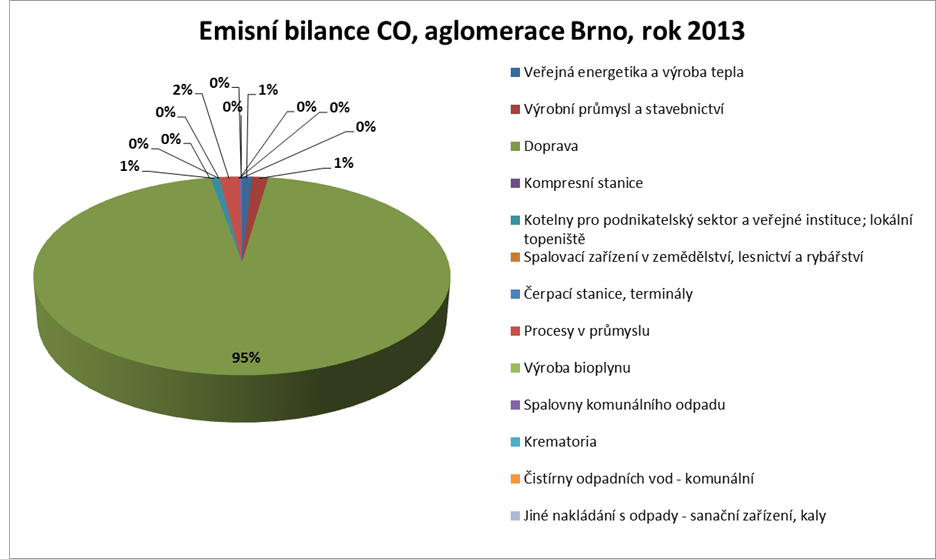 Emisní bilance CO, aglomerace Brno, rok 2013
0%
2%
1%
0%
0%
0%
0%
0%
0%
0%
1%
1%
95%
Veřejná energetika a výroba tepla
Výrobní průmysl a stavebnictví
Doprava
Kompresní stanice
Kotelny pro podnikatelský sektor a veřejné instituce; lokální
topeniště
Spalovací zařízení v zemědělství, lesnictví a rybářství
Čerpací stanice, terminály
Procesy v průmyslu
Výroba bioplynu
Spalovny komunálního odpadu
Krematoria
Čistírny odpadních vod - komunální
Jiné nakládání s odpady - sanační zařízení, kaly